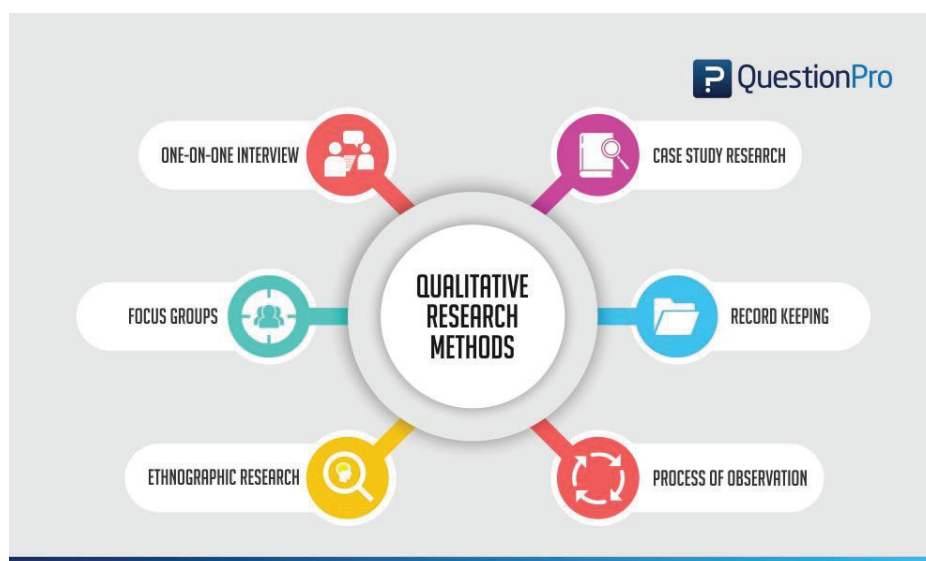 QuestionPro
ONE-ON-ONE INTERVIEW
CASE STUDY RESEARCH
QUALITATIVE
RESEARCH
METHODS
FOCUS GROUPS
RECORD KEEPING
ETHNOGRAPHIC RESEARCH
PROCESS OF OBSERVATION